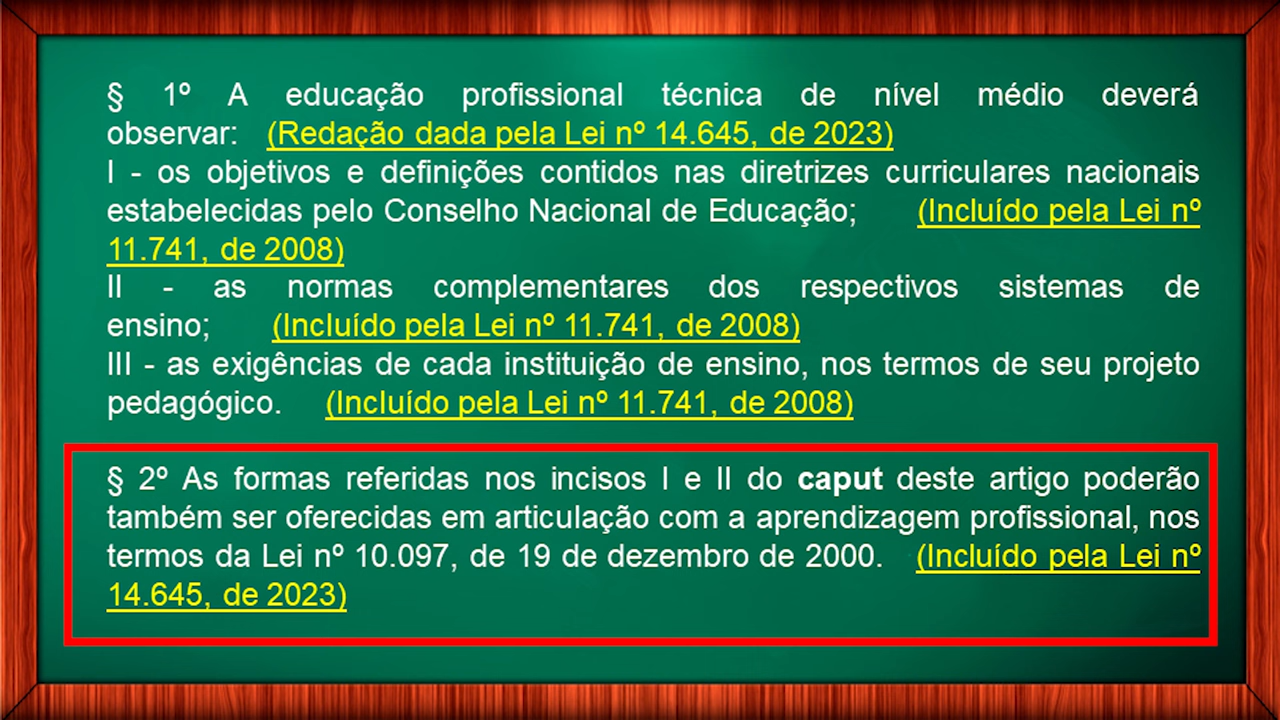 § 1º A educação profissional técnica de nível médio deverá
observar: (Redação dada pela Lei nº 14.645, de 2023)
I - os objetivos e definições contidos nas diretrizes curriculares nacionais
estabelecidas pelo Conselho Nacional de Educação; (Incluído pela Lei nº
11.741, de 2008)
II - as normas complementares dos respectivos sistemas de
ensino; (Incluído pela Lei nº 11.741, de 2008)
III - as exigências de cada instituição de ensino, nos termos de seu projeto
pedagógico. (Incluído pela Lei nº 11.741, de 2008)
§ 2º As formas referidas nos incisos I e II do caput deste artigo poderão
também ser oferecidas em articulação com a aprendizagem profissional, nos
termos da Lei nº 10.097, de 19 de dezembro de 2000. (Incluído pela Lei nº
14.645, de 2023)